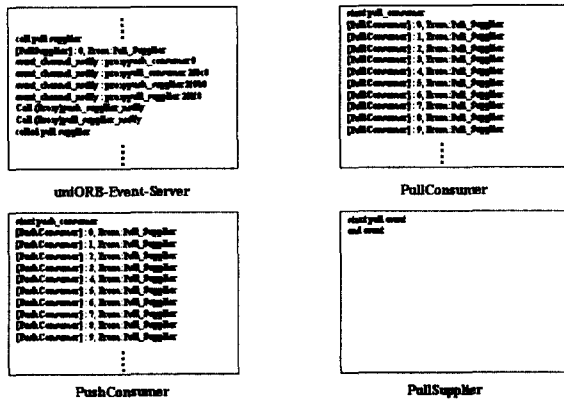 call pull supplier
[PullSupplier] : 0, From: Pull_Supplier
event_channel_notify : proxypush_consumer0
event_channel_notify : proxypull_consumer
event_channel_notify : proxypush_supplier
event_channel_notify : proxypull_supplier
Call (Proxy)push_supplier_notify
Call (Proxy)pull_supplier_notify
called pull supplier
uniORB-Event-Server
start pull_consumer
[PullConsumer] : 0, From: Pull_Supplier
[PullConsumer] : 1, From: Pull_Supplier
[PullConsumer] : 2, From: Pull_Supplier
[PullConsumer] : 3, From: Pull_Supplier
[PullConsumer] : 4, From: Pull_Supplier
[PullConsumer] : 5, From: Pull_Supplier
[PullConsumer] : 6, From: Pull_Supplier
[PullConsumer] : 7, From: Pull_Supplier
[PullConsumer] : 8, From: Pull_Supplier
[PullConsumer] : 9, From: Pull_Supplier
PullConsumer
start push_consumer
[PushConsumer] : 0, From: Pull_Supplier
[PushConsumer] : 1, From: Pull_Supplier
[PushConsumer] : 2, From: Pull_Supplier
[PushConsumer] : 3, From: Pull_Supplier
[PushConsumer] : 4, From: Pull_Supplier
[PushConsumer] : 5, From: Pull_Supplier
[PushConsumer] : 6, From: Pull_Supplier
[PushConsumer] : 7, From: Pull_Supplier
[PushConsumer] : 8, From: Pull_Supplier
[PushConsumer] : 9, From: Pull_Supplier
PushConsumer
start pull event
end event
PullSupplier